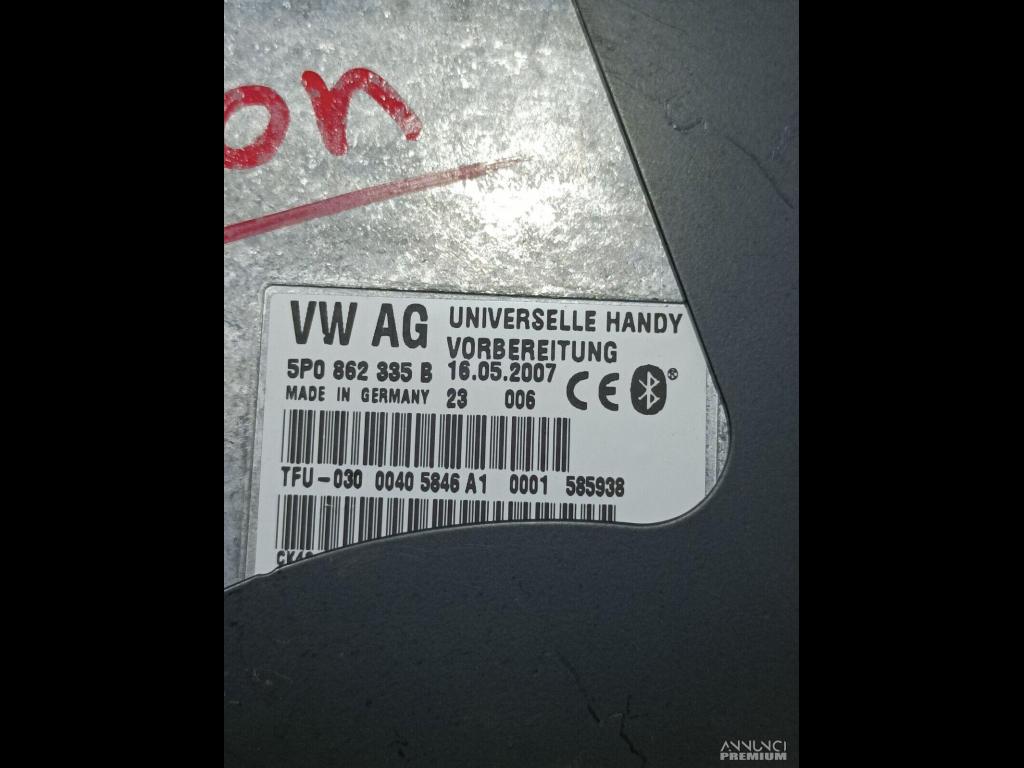 on
VW AG UNIVERSELLE HANDY
VORBEREITUNG
5P0 862 335 B 16.05.2007
MADE IN GERMANY 23 006 CE
TFU-030 0040 5846 A1 0001 585938
ANNUNCI
PREMIUM